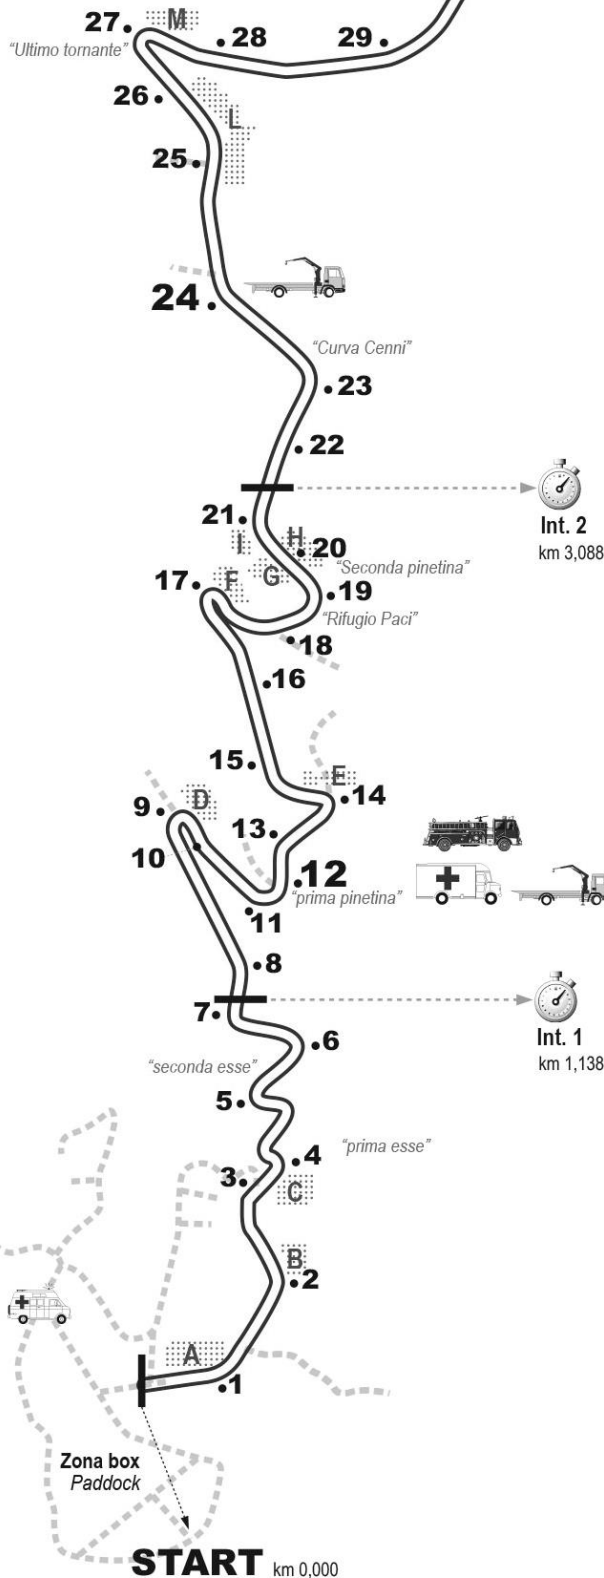 M
27
28
29
“Ultimo tornante”
26
L
25
24
“Curva Cenni”
23
22
21
Int. 2
km 3,088
I
H
20
“Seconda pinetina”
G
17
F
19
“Rifugio Paci”
18
16
15
E
14
9
D
13
10
12
“prima pinetina”
11
8
7
Int. 1
km 1,138
6
“seconda esse”
5
“prima esse”
4
3
C
B
2
A
1
Zona box
Paddock
START km 0,000